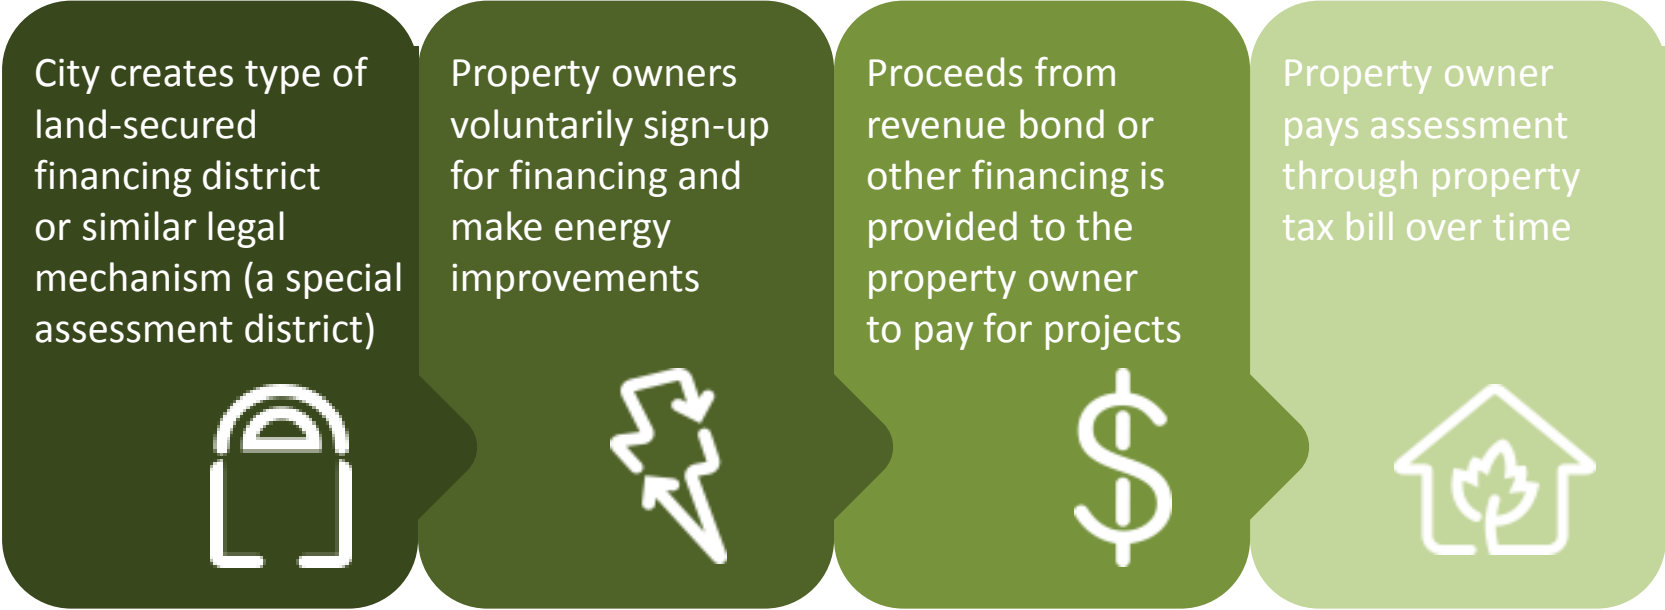 City creates type of
land-secured
financing district
or similar legal
mechanism (a special
assessment district)
Property owners
voluntarily sign-up
for financing and
make energy
improvements
Proceeds from
revenue bond or
other financing is
provided to the
property owner
to pay for projects
Property owner
pays assessment
through property
tax bill over time